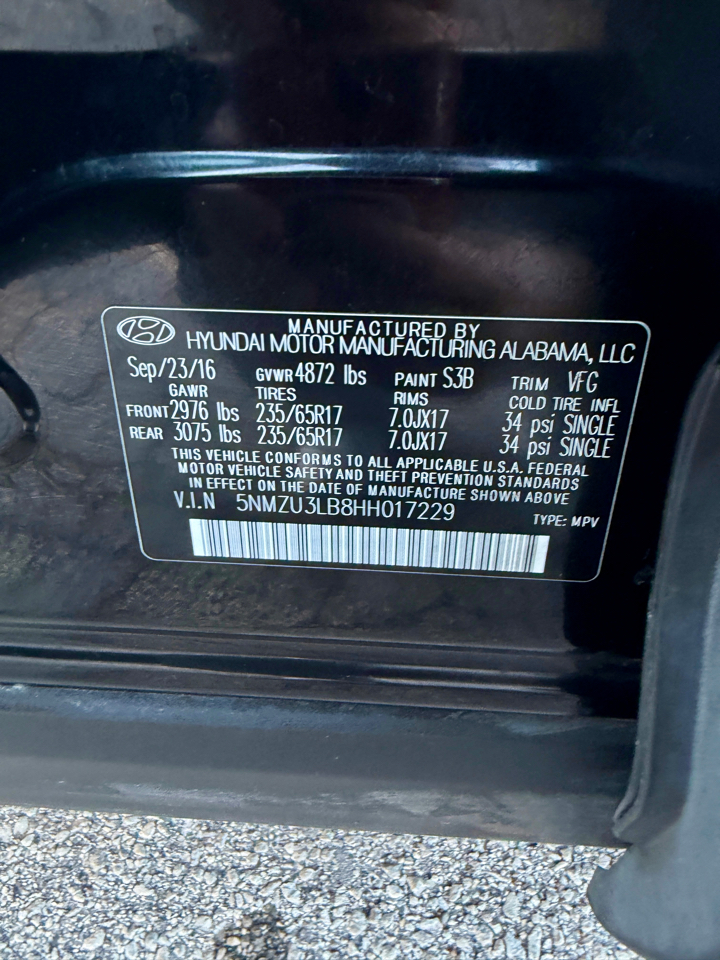 MANUFACTURED BY
HYUNDAI MOTOR MANUFACTURING ALABAMA, LLC
Sep/23/16 GVWR 4872 lbs PAINT S3B TRIM VFG
GAWR TIRES RIMS COLD TIRE INFL
FRONT 2976 lbs 235/65R17 7.0JX17 34 psi SINGLE
REAR 3075 lbs 235/65R17 7.0JX17 34 psi SINGLE
THIS VEHICLE CONFORMS TO ALL APPLICABLE U.S.A. FEDERAL
MOTOR VEHICLE SAFETY AND THEFT PREVENTION STANDARDS
IN EFFECT ON THE DATE OF MANUFACTURE SHOWN ABOVE
V.I.N 5NMZU3LB8HH017229 TYPE: MPV